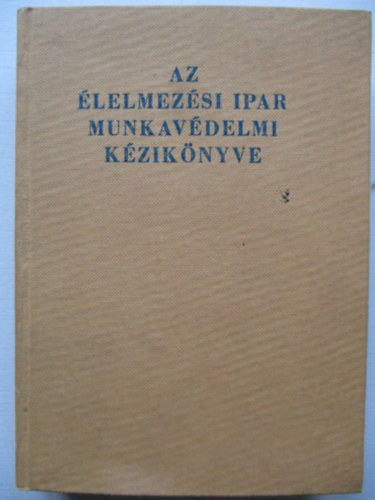 AZ
ÉLELMEZÉSI IPAR
MUNKAVÉDELMI
KÉZIKÖNYVE